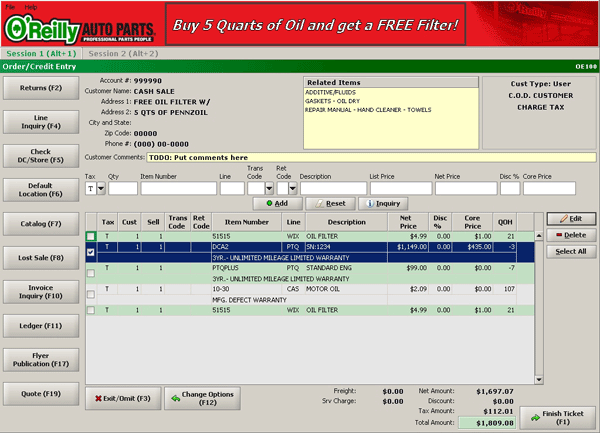 File Help
O'Reilly AUTO PARTS.
PROFESSIONAL PARTS PEOPLE
Buy 5 Quarts of Oil and get a FREE Filter!
Session 1 (Alt+1) Session 2 (Alt+2)
Order/Credit Entry OE100
Returns (F2)
Line Inquiry (F4)
Check DC/Store (F5)
Default Location (F6)
Catalog (F7)
Lost Sale (F8)
Invoice Inquiry (F10)
Ledger (F11)
Flyer Publication (F17)
Quote (F19)
Account #: 999990
Customer Name: CASH SALE
Address 1: FREE OIL FILTER W/
Address 2: 5 QTS OF PENNZOIL
City and State:
Zip Code: 00000
Phone #: (000) 00-0000
Related Items
ADDITIVE/FLUIDS
GASKETS - OIL DRY
REPAIR MANUAL - HAND CLEANER - TOWELS
Cust Type: User
C.O.D. CUSTOMER
CHARGE TAX
Customer Comments: TODO: Put comments here
Tax Qty Item Number Line Trans Code Ret Code Description List Price Net Price Disc % Core Price
T
Add Reset Inquiry
Tax Cust Sell Trans Code Ret Code Item Number Line Description Net Price Disc % Core Price QOH
T 1 1 51515 WIX OIL FILTER $4.99 0.00 $1.00 21
T 1 1 DCA2 PTQ SN:1234 $1,149.00 0.00 $435.00 -3
3YR.- UNLIMITED MILEAGE LIMITED WARRANTY
T 1 1 PTQPLUS PTQ STANDARD ENG $99.00 0.00 $0.00 -7
3YR.- UNLIMITED MILEAGE LIMITED WARRANTY
T 1 1 10-30 CAS MOTOR OIL $2.09 0.00 $0.00 107
MFG. DEFECT WARRANTY
T 1 1 51515 WIX OIL FILTER $4.99 0.00 $1.00 21
Edit
Delete
Select All
Exit/Omit (F3)
Change Options (F12)
Freight: $0.00 Net Amount: $1,697.07
Srv Charge: $0.00 Discount: $0.00
Tax Amount: $112.01
Total Amount: $1,809.08
Finish Ticket (F1)